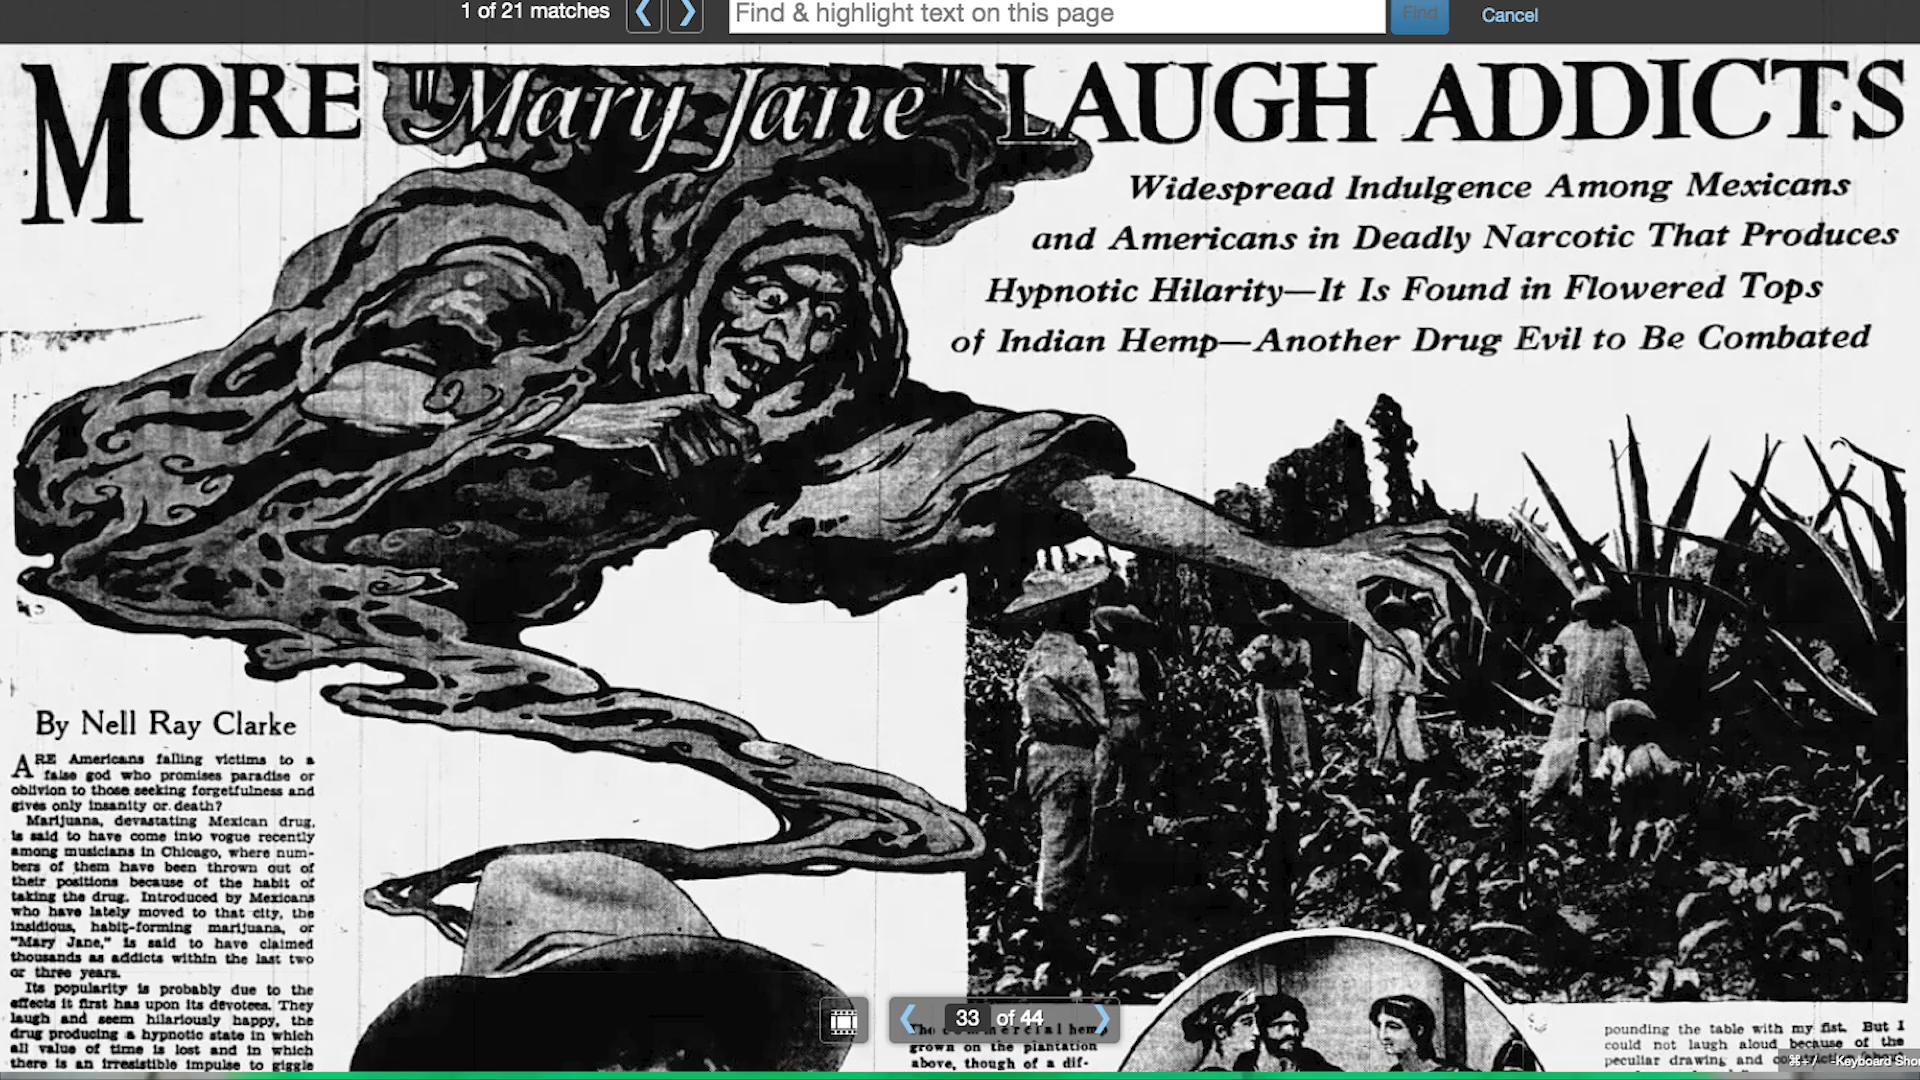 1 of 21 matches
Find & highlight text on this page
Find
Cancel
MORE "Mary Jane" LAUGH ADDICTS
Widespread Indulgence Among Mexicans
and Americans in Deadly Narcotic That Produces
Hypnotic Hilarity—It Is Found in Flowered Tops
of Indian Hemp—Another Drug Evil to Be Combated
By Nell Ray Clarke
ARE Americans falling victims to a
false god who promises paradise or
oblivion to those seeking forgetfulness and
gives only insanity or death?
Marijuana, devastating Mexican drug,
is said to have come into vogue recently
among musicians in Chicago, where num-
bers of them have been thrown out of
their positions because of the habit of
taking the drug. Introduced by Mexicans
who have lately moved to that city, the
insidious, habit-forming marijuana, or
"Mary Jane," is said to have claimed
thousands as addicts within the last two
or three years.
Its popularity is probably due to the
effects it first has upon its devotees. They
laugh and seem hilariously happy, the
drug producing a hypnotic state in which
all value of time is lost and in which
there is an irresistible impulse to giggle
33 of 44
The commercial hemp
grown on the plantation
above, though of a dif-
pounding the table with my fist. But I
could not laugh aloud because of the
peculiar drawing and
⌘+/ -Keyboard Sho